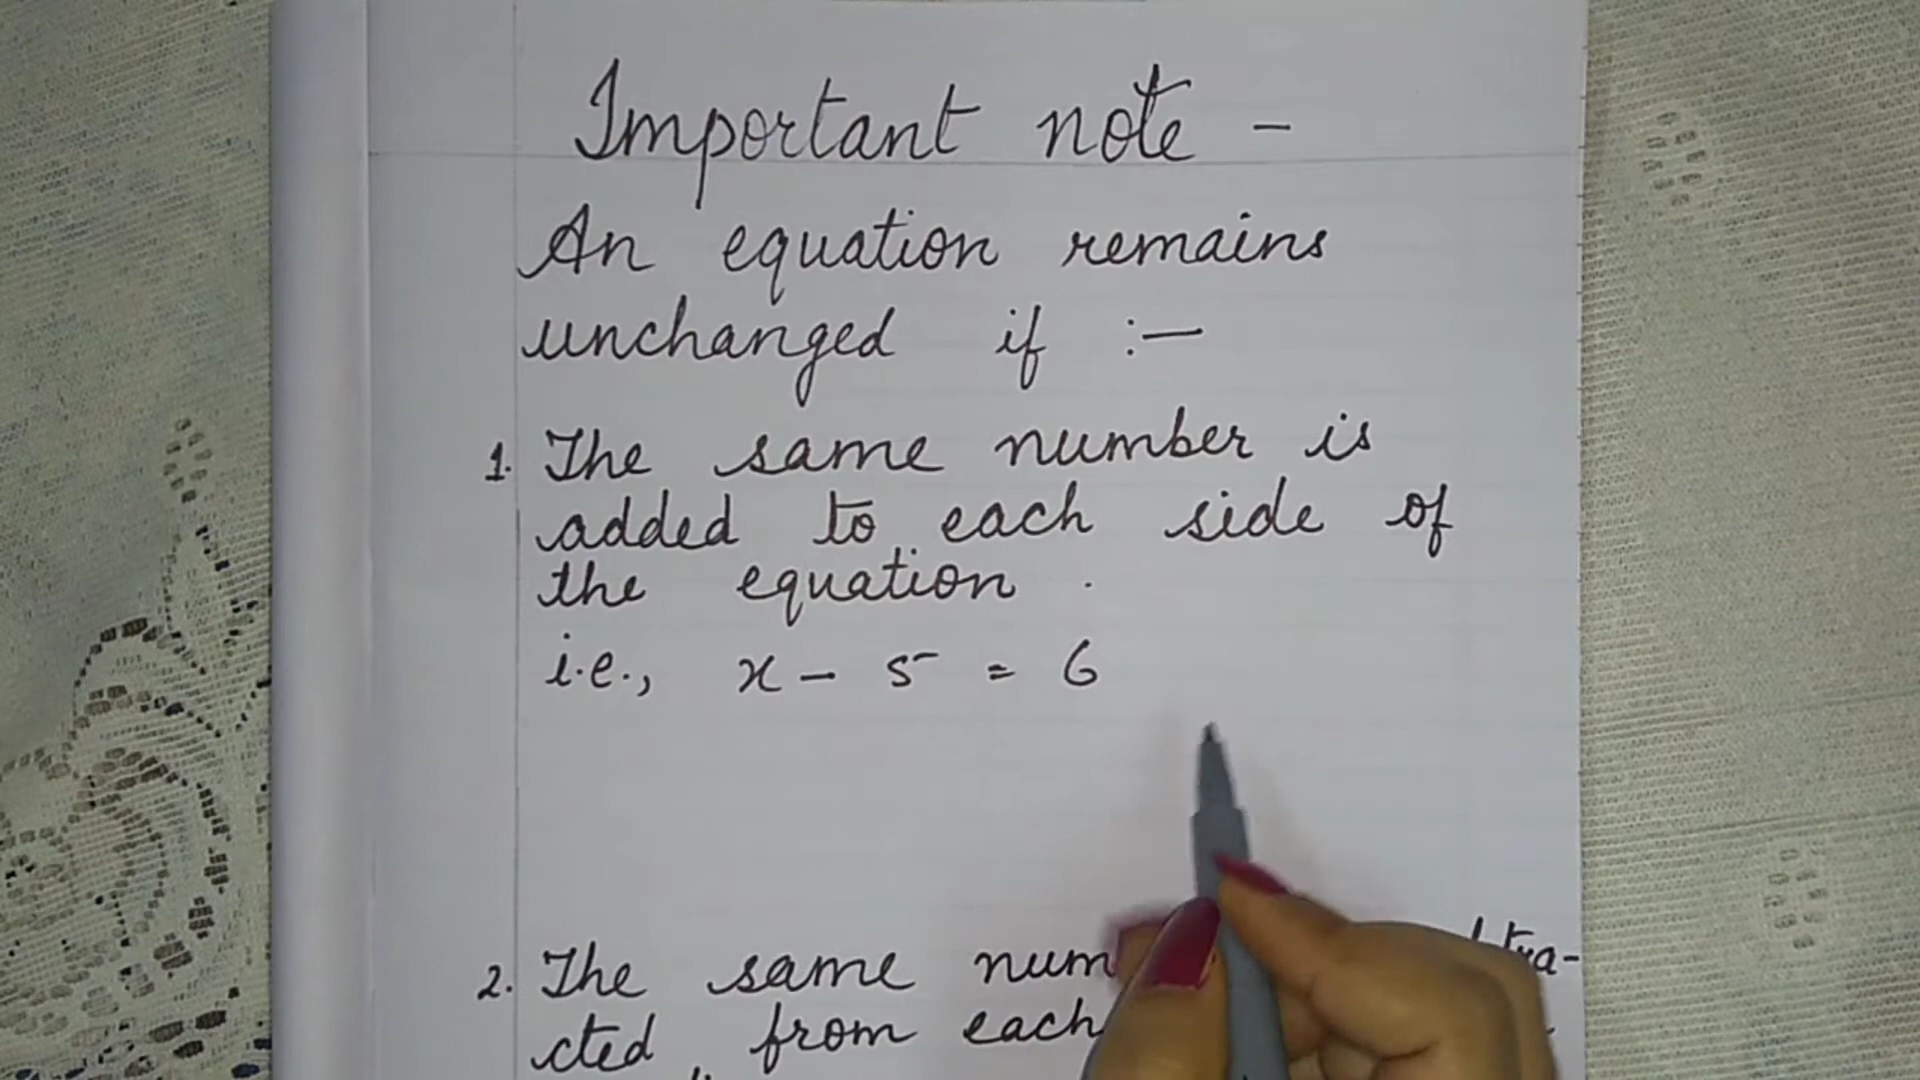 Important note -
An equation remains
unchanged if :-
1. The same number is
added to each side of
the equation.
i.e., x - 5 = 6
2. The same
cted from each